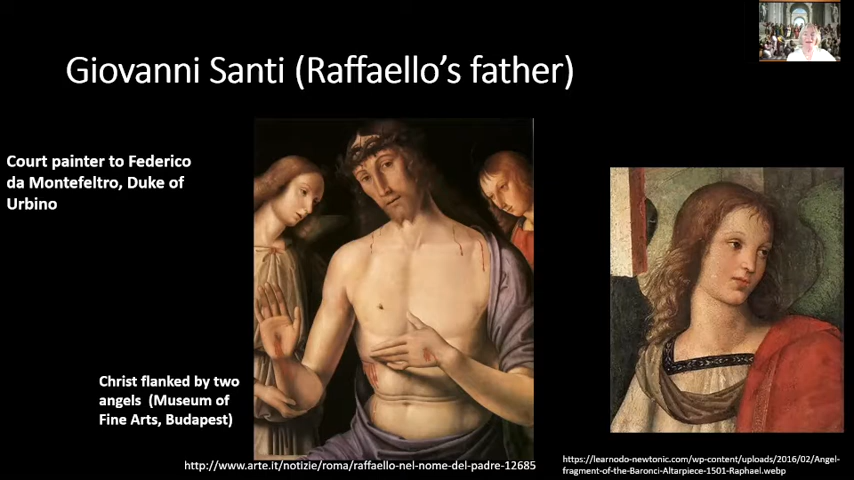 Giovanni Santi (Raffaello's father)
Court painter to Federico
da Montefeltro, Duke of
Urbino
Christ flanked by two
angels (Museum of
Fine Arts, Budapest)
http://www.arte.it/notizie/roma/raffaello-nel-nome-del-padre-12685
https://learnodo-newtonic.com/wp-content/uploads/2016/02/Angel-
fragment-of-the-Baronci-Altarpiece-1501-Raphael.webp